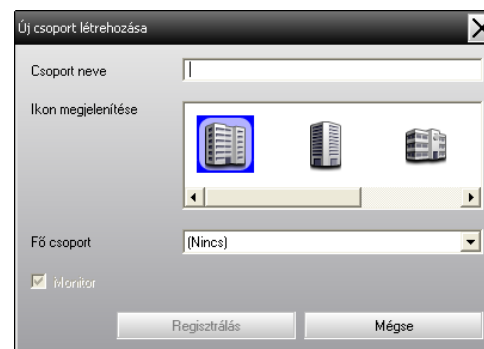 Új csoport létrehozása
Csoport neve
Ikon megjelenítése
Fő csoport
(Nincs)
Monitor
Regisztrálás
Mégse